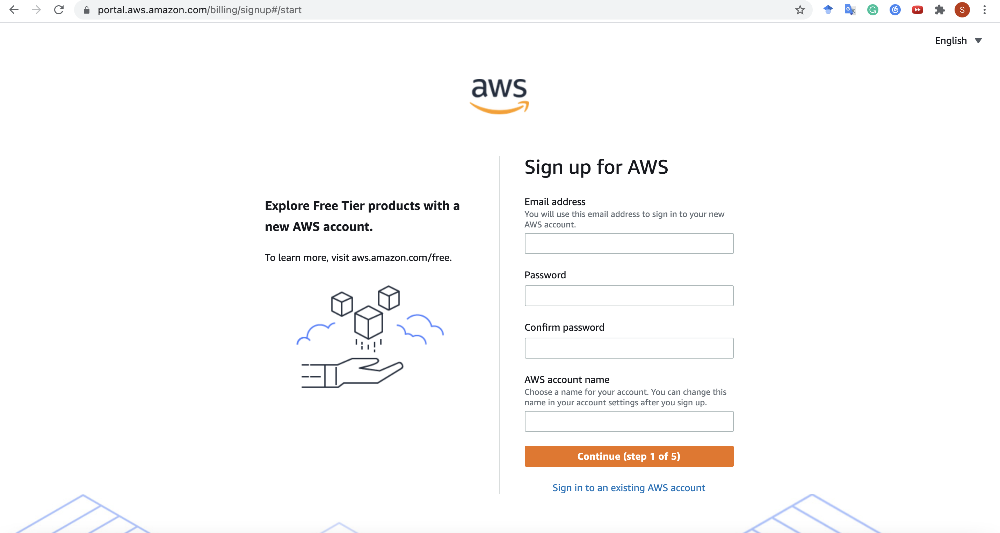 portal.aws.amazon.com/billing/signup#/start
S
English
aws
Explore Free Tier products with a
new AWS account.
To learn more, visit aws.amazon.com/free.
Sign up for AWS
Email address
You will use this email address to sign in to your new
AWS account.
Password
Confirm password
AWS account name
Choose a name for your account. You can change this
name in your account settings after you sign up.
Continue (step 1 of 5)
Sign in to an existing AWS account